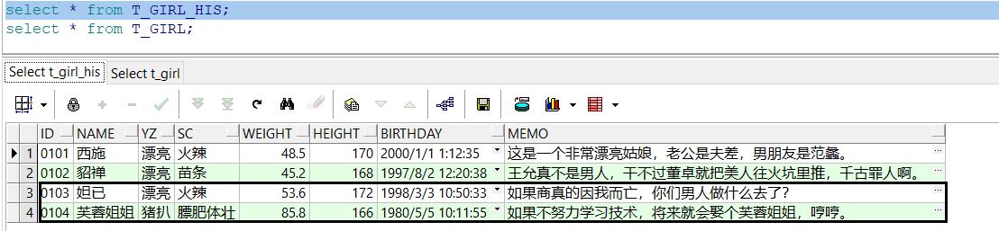 select * from T_GIRL_HIS;
select * from T_GIRL;
Select t_girl_his Select t_girl
ID NAME YZ SC WEIGHT HEIGHT BIRTHDAY MEMO
1 0101 西施 漂亮 火辣 48.5 170 2000/1/1 1:12:35 这是一个非常漂亮姑娘，老公是夫差，男朋友是范蠡。
2 0102 貂禅 漂亮 苗条 45.2 168 1997/8/2 12:20:38 王允真不是男人，干不过董卓就把美人往火坑里推，千古罪人啊。
3 0103 妲已 漂亮 火辣 53.6 172 1998/3/3 10:50:33 如果商真的因我而亡，你们男人做什么去了？
4 0104 芙蓉姐姐 猪扒 膘肥体壮 85.8 166 1980/5/5 10:11:55 如果不努力学习技术，将来就会娶个芙蓉姐姐，哼哼。